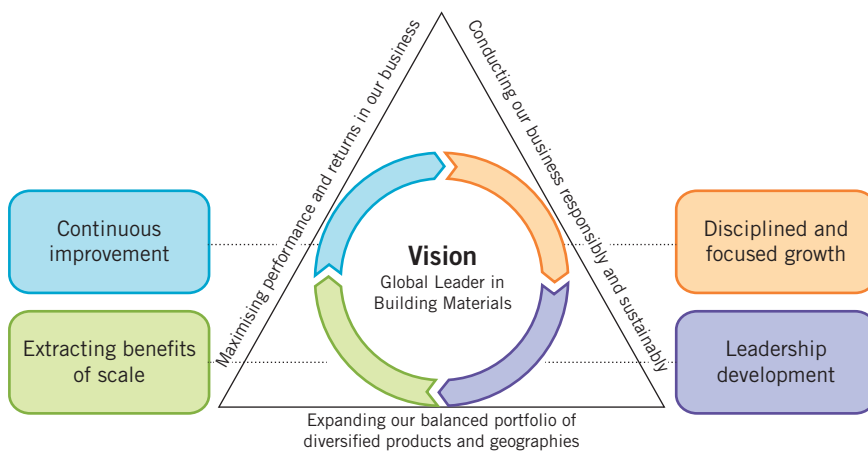 Maximising performance and returns in our business
Conducting our business responsibly and sustainably
Continuous
improvement
Disciplined and
focused growth
Vision
Global Leader in
Building Materials
Extracting benefits
of scale
Leadership
development
Expanding our balanced portfolio of
diversified products and geographies